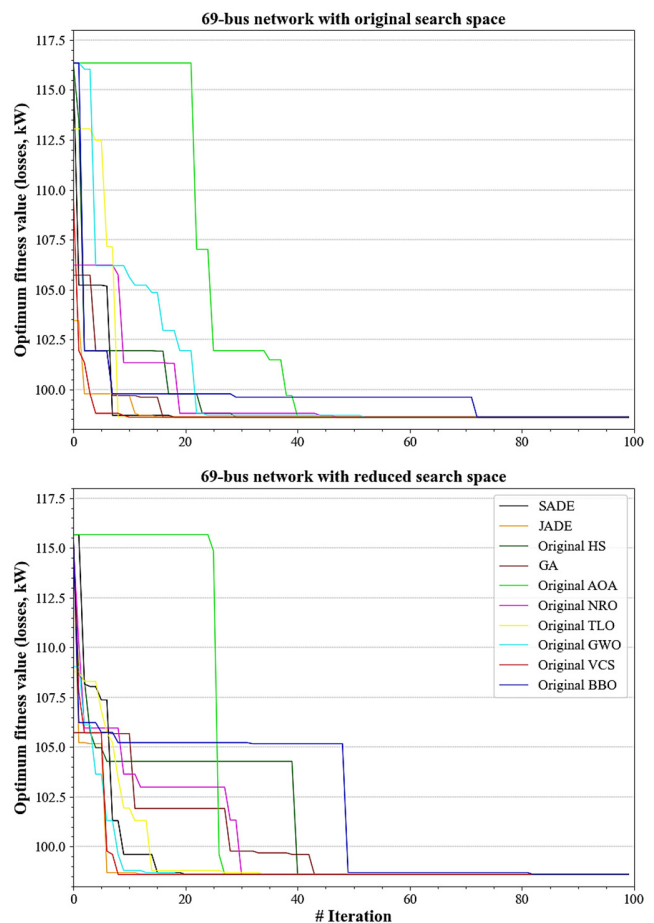 69-bus network with original search space
Optimum fitness value (losses, kW)
117.5
115.0
112.5
110.0
107.5
105.0
102.5
100.0
0
20
40
60
80
100
69-bus network with reduced search space
Optimum fitness value (losses, kW)
117.5
115.0
112.5
110.0
107.5
105.0
102.5
100.0
SADE
JADE
Original HS
GA
Original AOA
Original NRO
Original TLO
Original GWO
Original VCS
Original BBO
0
20
40
60
80
100
# Iteration